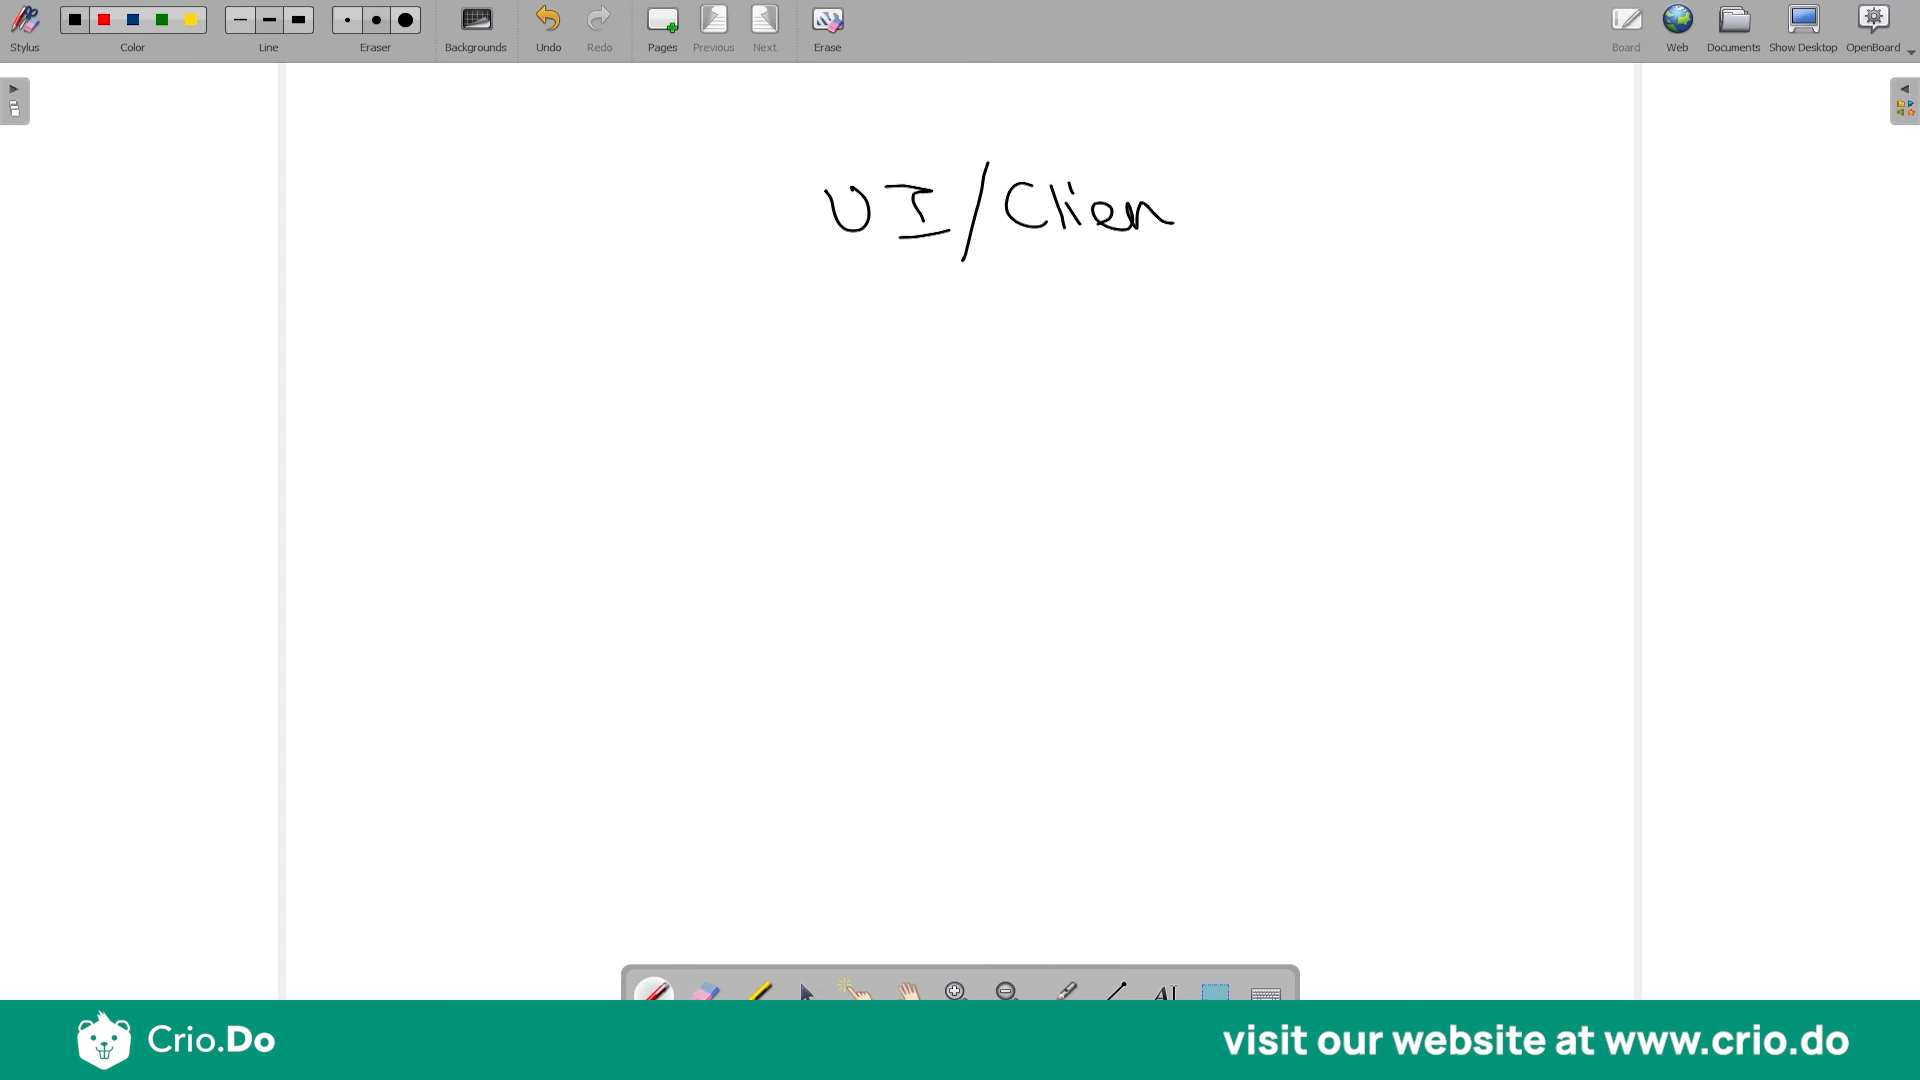 Stylus Color Line Eraser Backgrounds Undo Redo Pages Previous Next Erase Board Web Documents Show Desktop OpenBoard
UI/Clien
AI
Crio.Do visit our website at www.crio.do